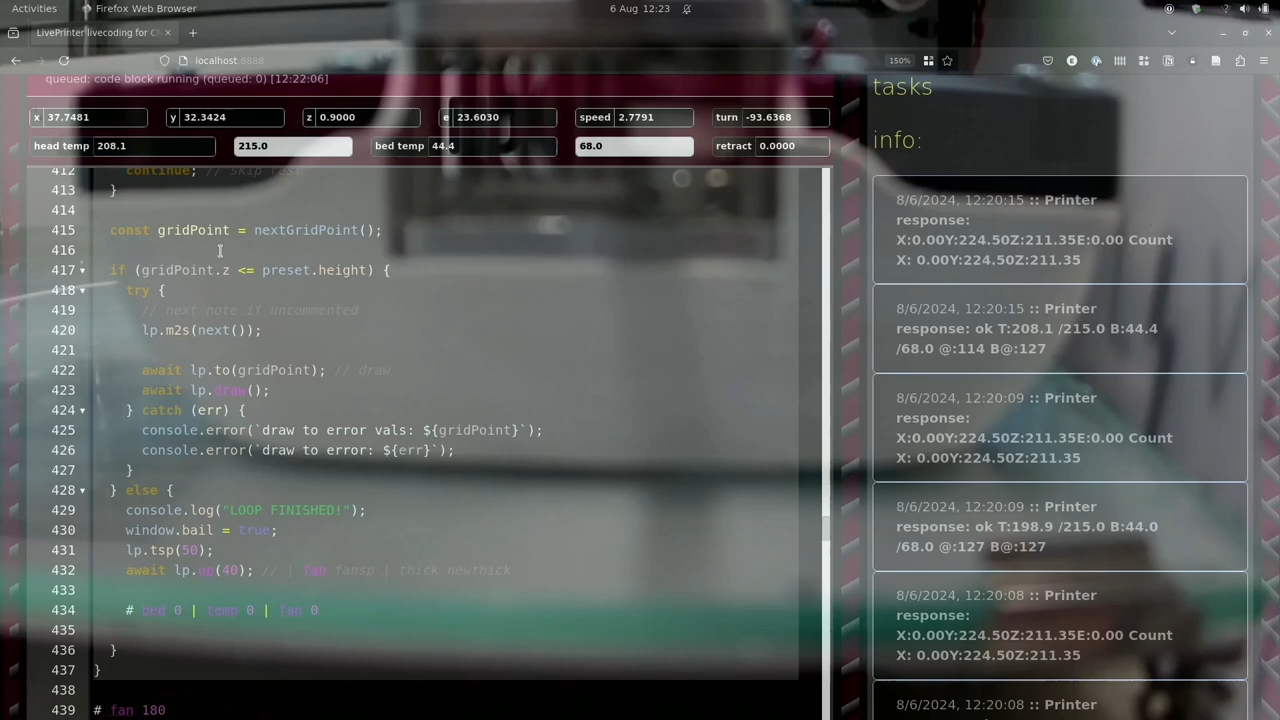 Activities Firefox Web Browser 6 Aug 12:23
LivePrinter livecoding for C
localhost:8888 150%
queued: code block running (queued: 0) [12:22:06]
x 37.7481 y 32.3424 z 0.9000 e 23.6030 speed 2.7791 turn -93.6368
head temp 208.1 215.0 bed temp 44.4 68.0 retract 0.0000
412 continue; // skip rest
413 }
414
415 const gridPoint = nextGridPoint();
416
417 if (gridPoint.z <= preset.height) {
418 try {
419 // next note if uncommented
420 lp.m2s(next());
421
422 await lp.to(gridPoint); // draw
423 await lp.draw();
424 } catch (err) {
425 console.error(`draw to error vals: ${gridPoint}`);
426 console.error(`draw to error: ${err}`);
427 }
428 } else {
429 console.log("LOOP FINISHED!");
430 window.bail = true;
431 lp.tsp(50);
432 await lp.up(40); // | fan fansp | thick newthick
433
434 # bed 0 | temp 0 | fan 0
435
436 }
437 }
438
439 # fan 180
tasks
info:
8/6/2024, 12:20:15 :: Printer
response:
X:0.00Y:224.50Z:211.35E:0.00 Count
X: 0.00Y:224.50Z:211.35
8/6/2024, 12:20:15 :: Printer
response: ok T:208.1 /215.0 B:44.4
/68.0 @:114 B@:127
8/6/2024, 12:20:09 :: Printer
response:
X:0.00Y:224.50Z:211.35E:0.00 Count
X: 0.00Y:224.50Z:211.35
8/6/2024, 12:20:09 :: Printer
response: ok T:198.9 /215.0 B:44.0
/68.0 @:127 B@:127
8/6/2024, 12:20:08 :: Printer
response:
X:0.00Y:224.50Z:211.35E:0.00 Count
X: 0.00Y:224.50Z:211.35
8/6/2024, 12:20:08 :: Printer